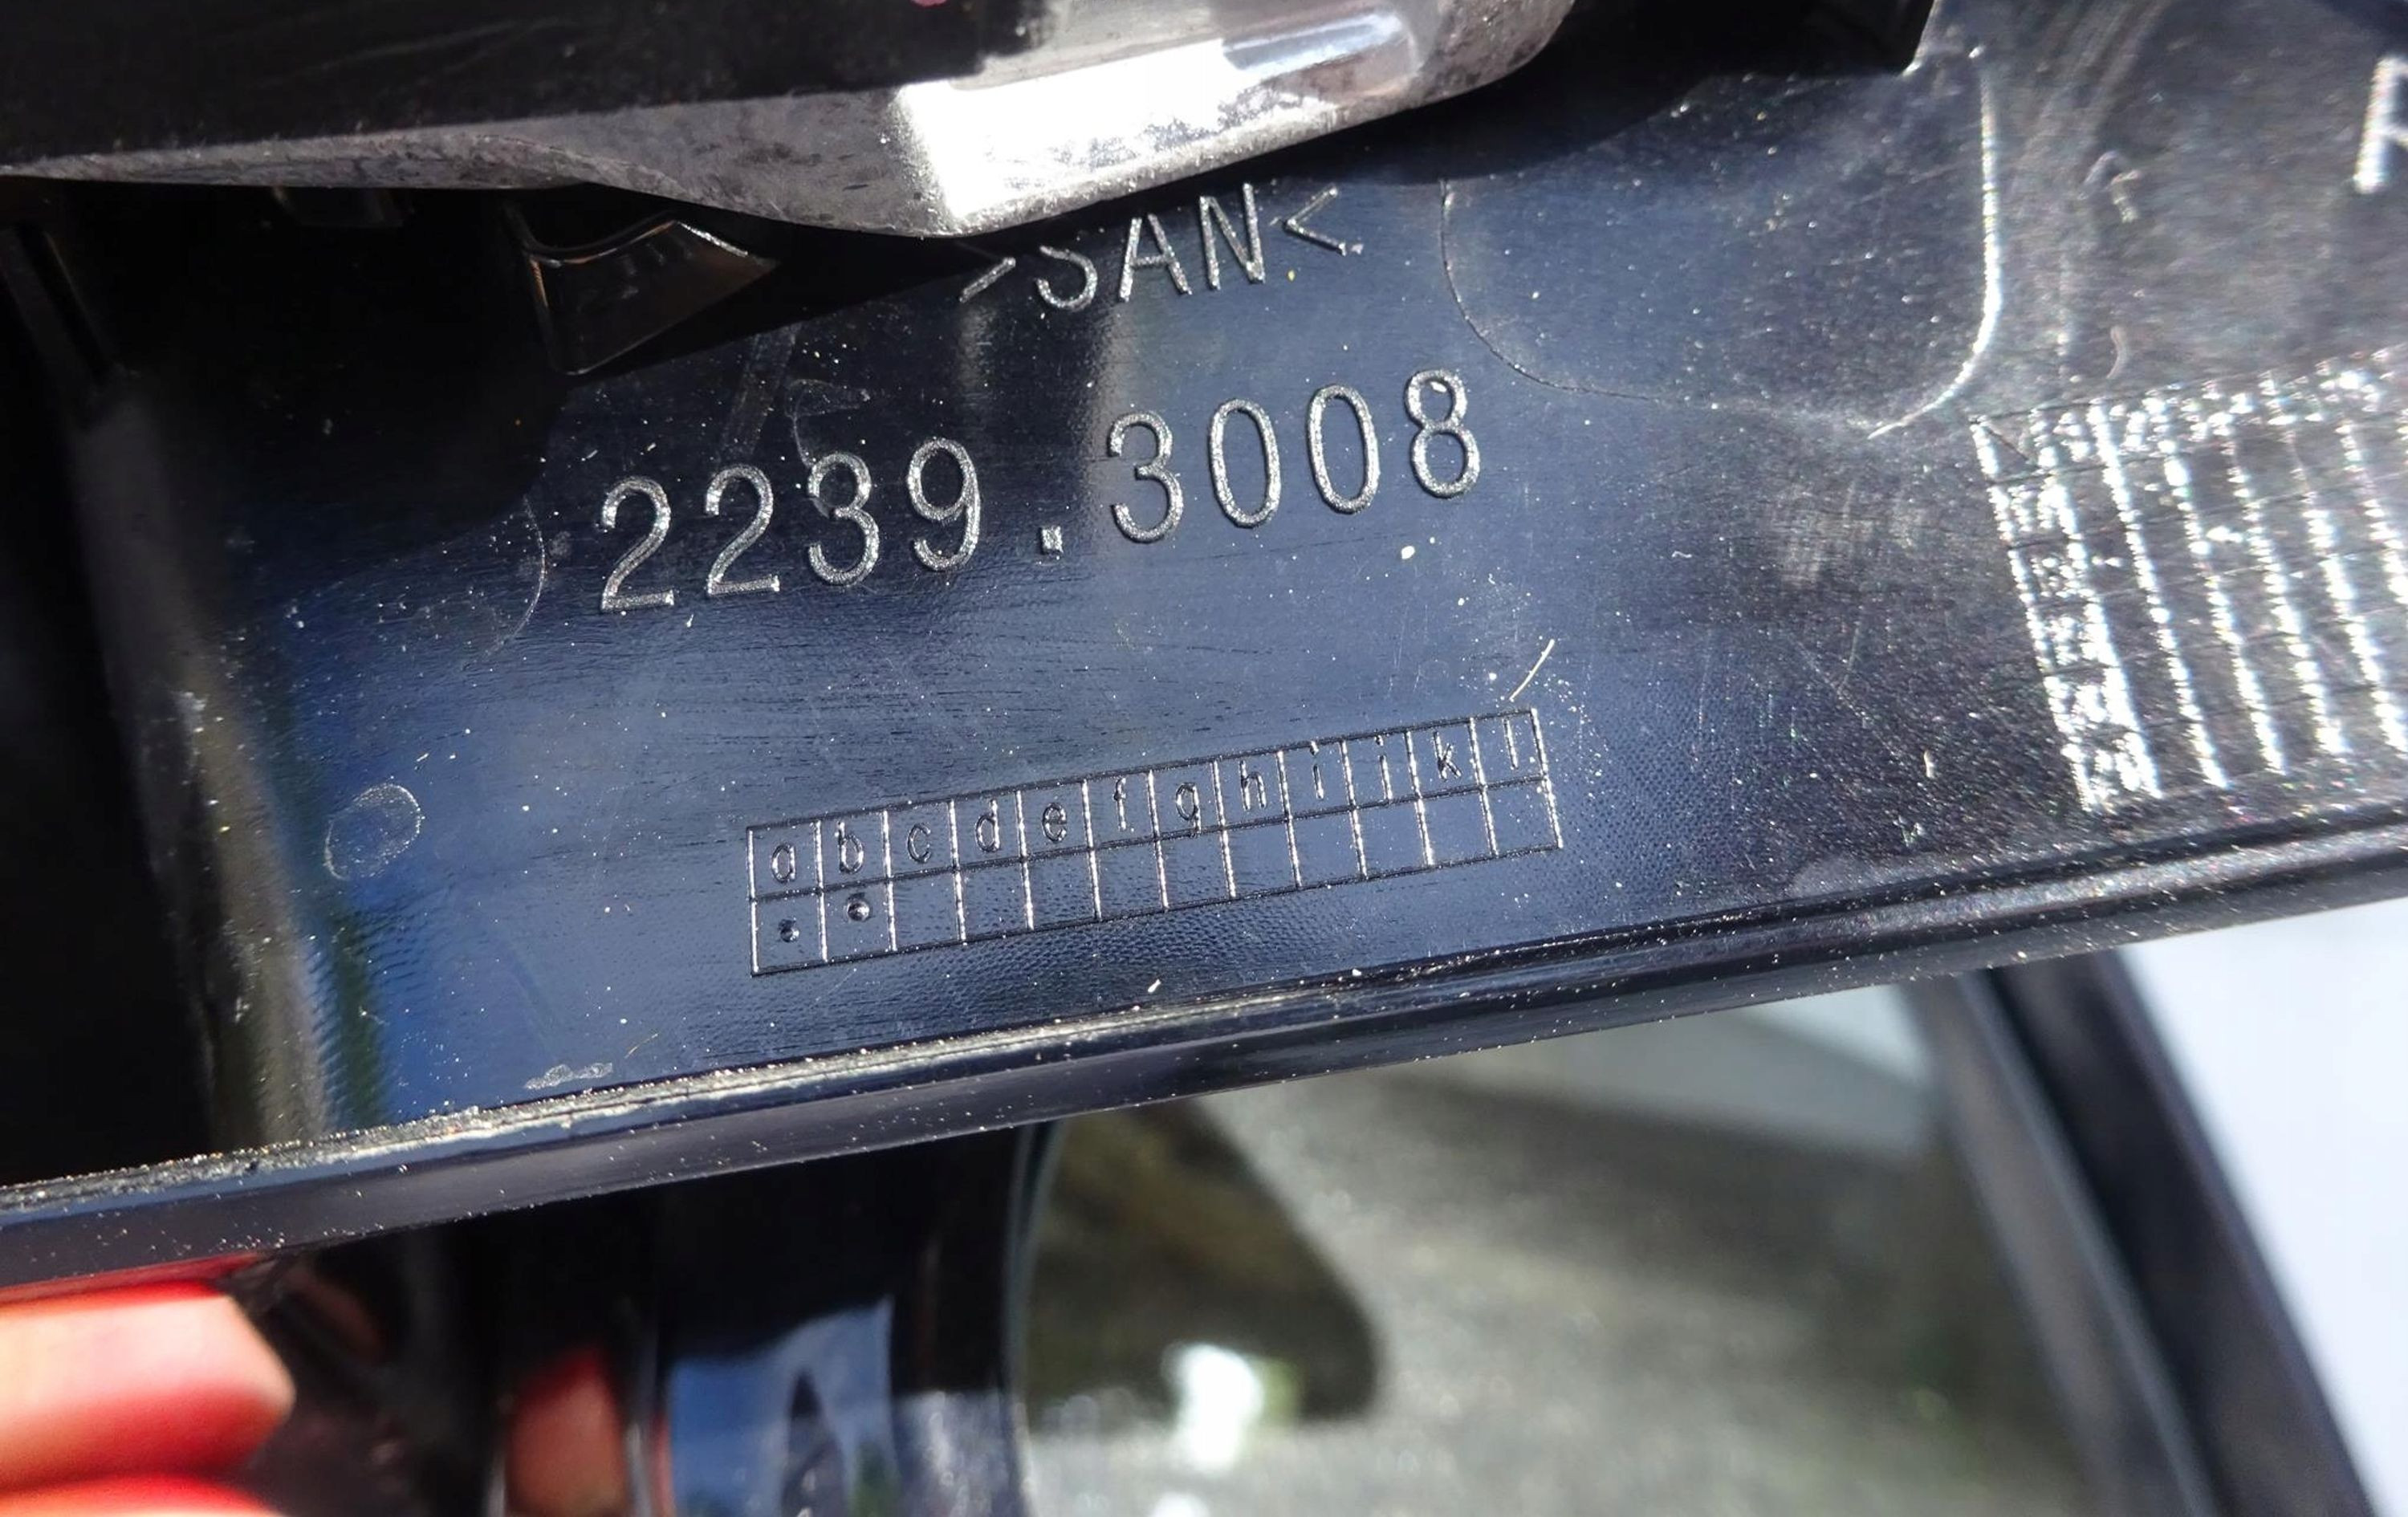 >SAN<
2239.3008
a b c d e f g h i j k l
R